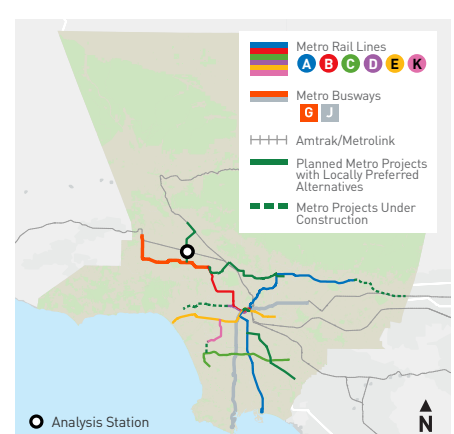 Metro Rail Lines
A B C D E K
Metro Busways
G J
Amtrak/Metrolink
Planned Metro Projects
with Locally Preferred
Alternatives
Metro Projects Under
Construction
Analysis Station
N